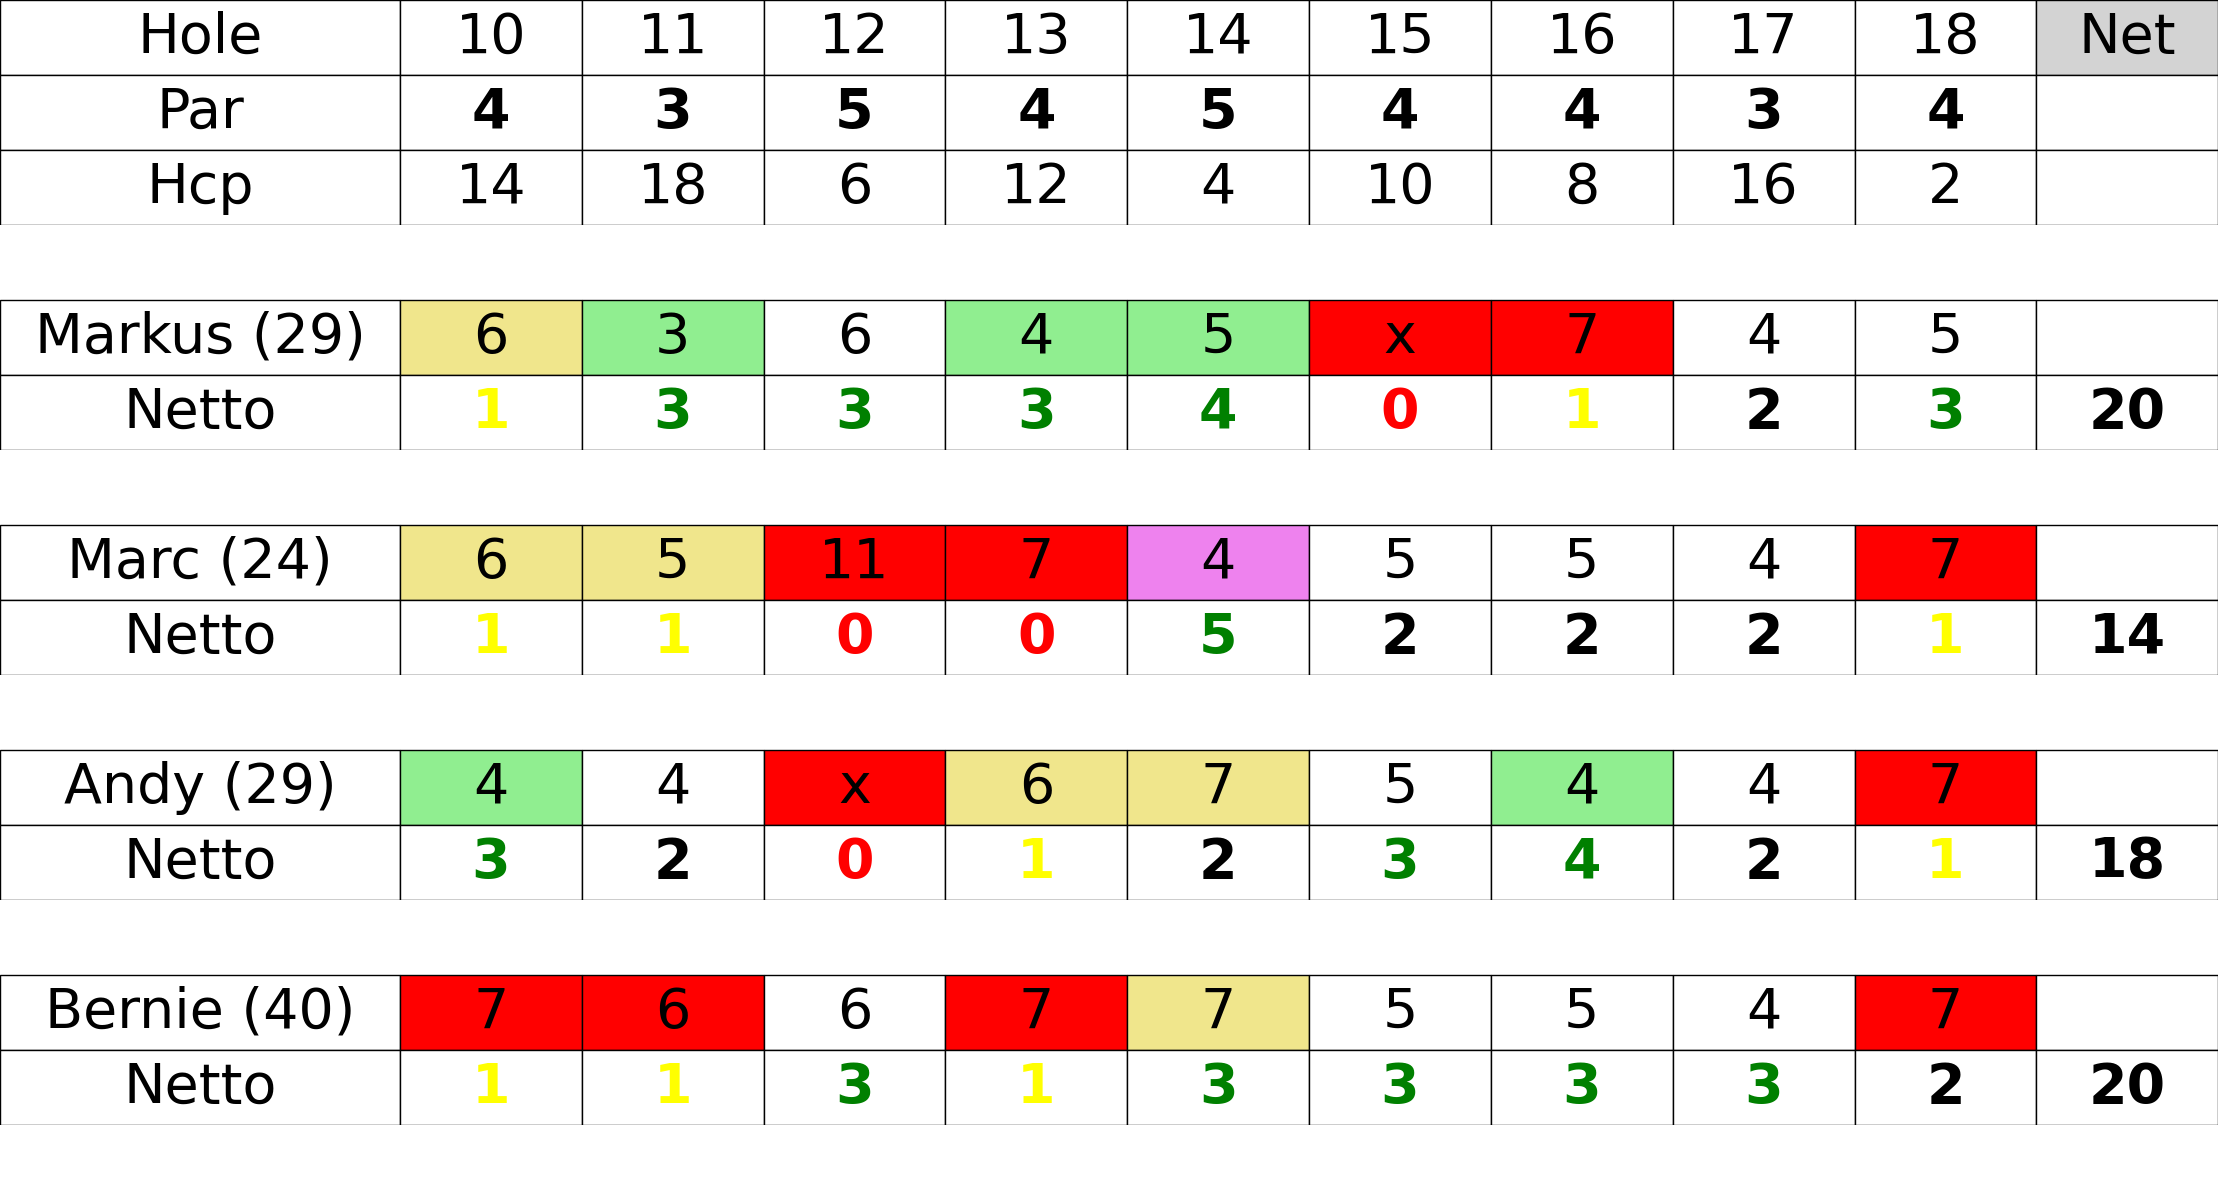 Hole 10 11 12 13 14 15 16 17 18 Net
Par 4 3 5 4 5 4 4 3 4
Hcp 14 18 6 12 4 10 8 16 2
Markus (29) 6 3 6 4 5 x 7 4 5
Netto 1 3 3 3 4 0 1 2 3 20
Marc (24) 6 5 11 7 4 5 5 4 7
Netto 1 1 0 0 5 2 2 2 1 14
Andy (29) 4 4 x 6 7 5 4 4 7
Netto 3 2 0 1 2 3 4 2 1 18
Bernie (40) 7 6 6 7 7 5 5 4 7
Netto 1 1 3 1 3 3 3 3 2 20